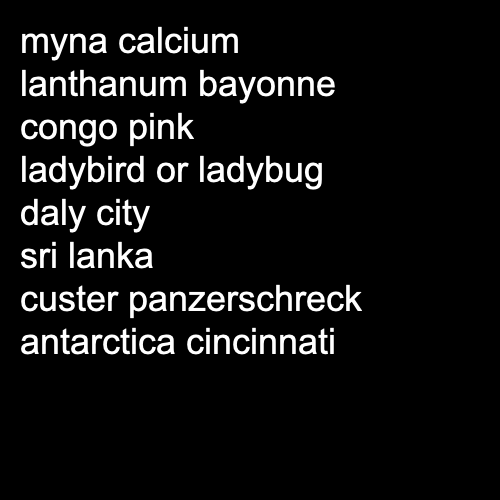 myna calcium
lanthanum bayonne
congo pink
ladybird or ladybug
daly city
sri lanka
custer panzerschreck
antarctica cincinnati